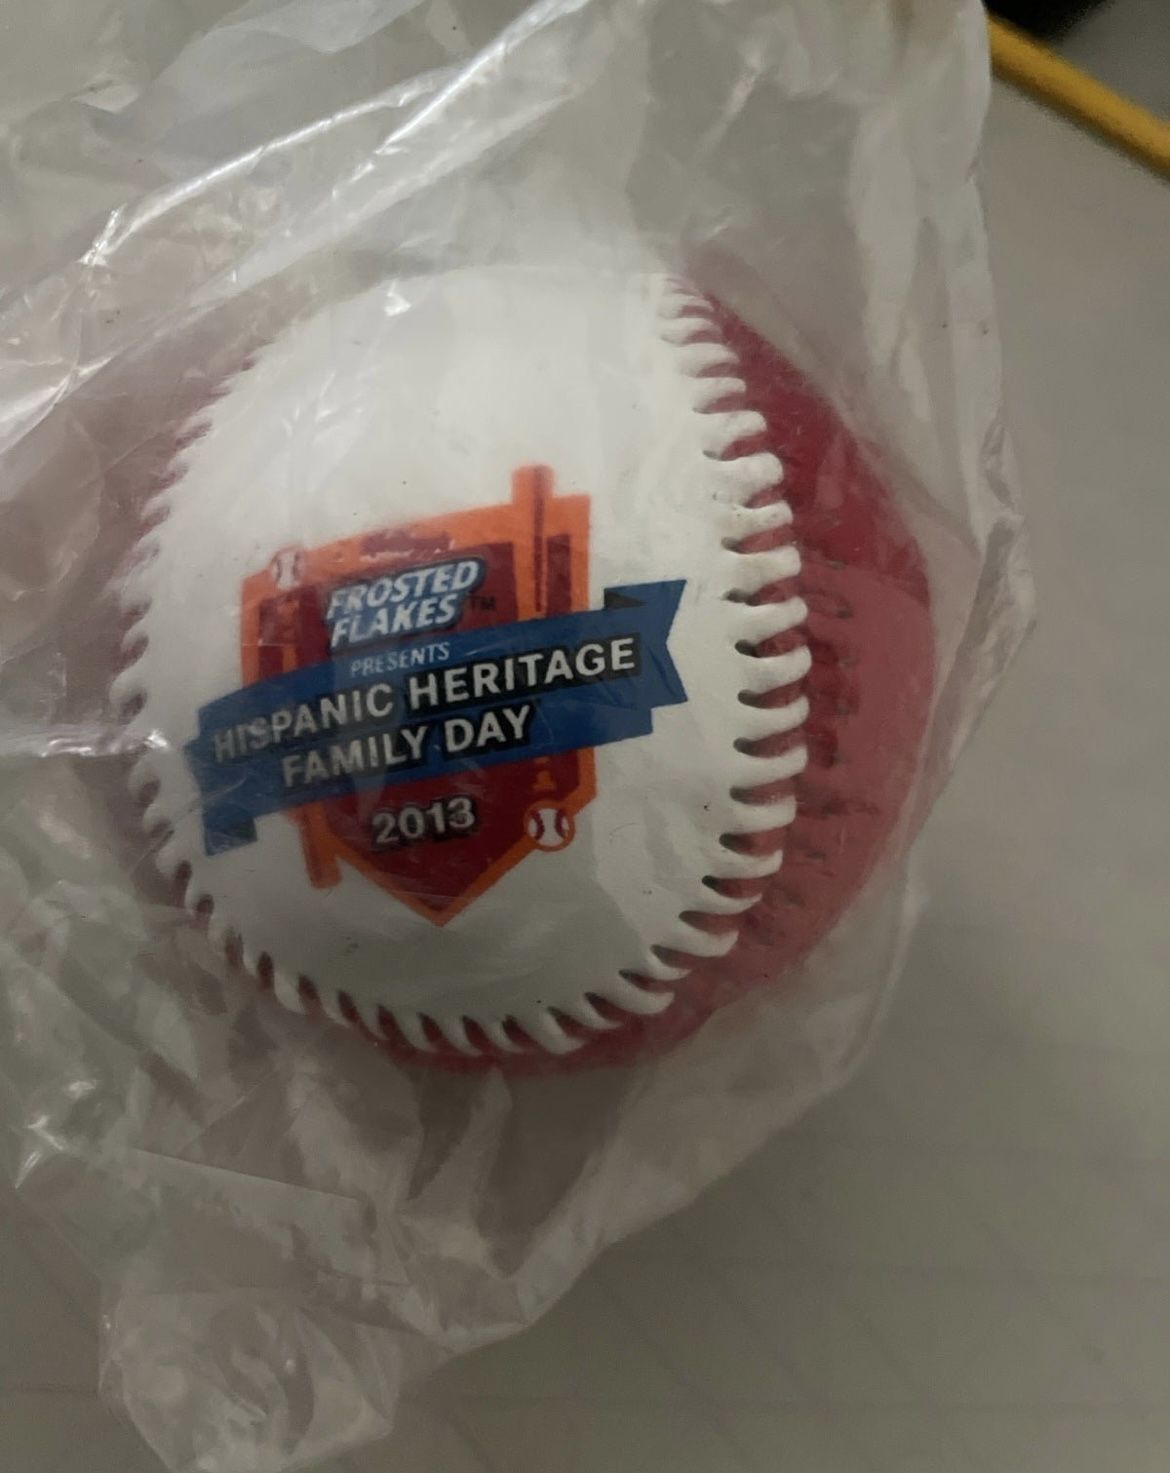 FROSTED
FLAKES™
PRESENTS
HISPANIC HERITAGE
FAMILY DAY
2013